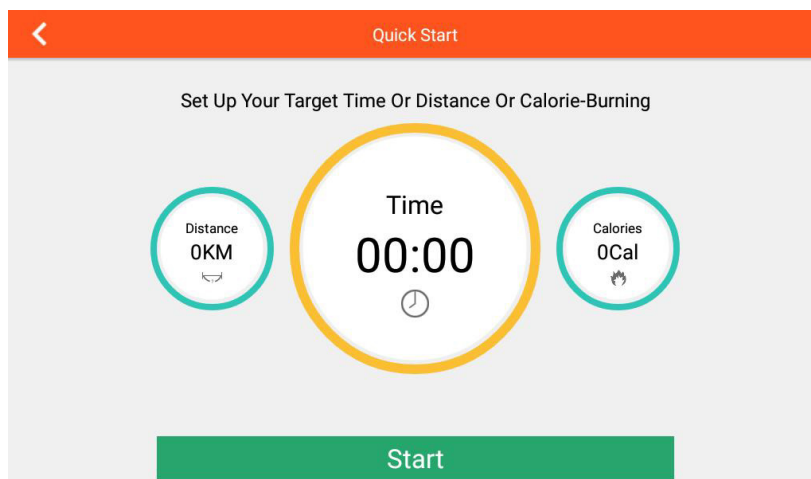 Quick Start
Set Up Your Target Time Or Distance Or Calorie-Burning
Distance
0KM
Time
00:00
Calories
0Cal
Start